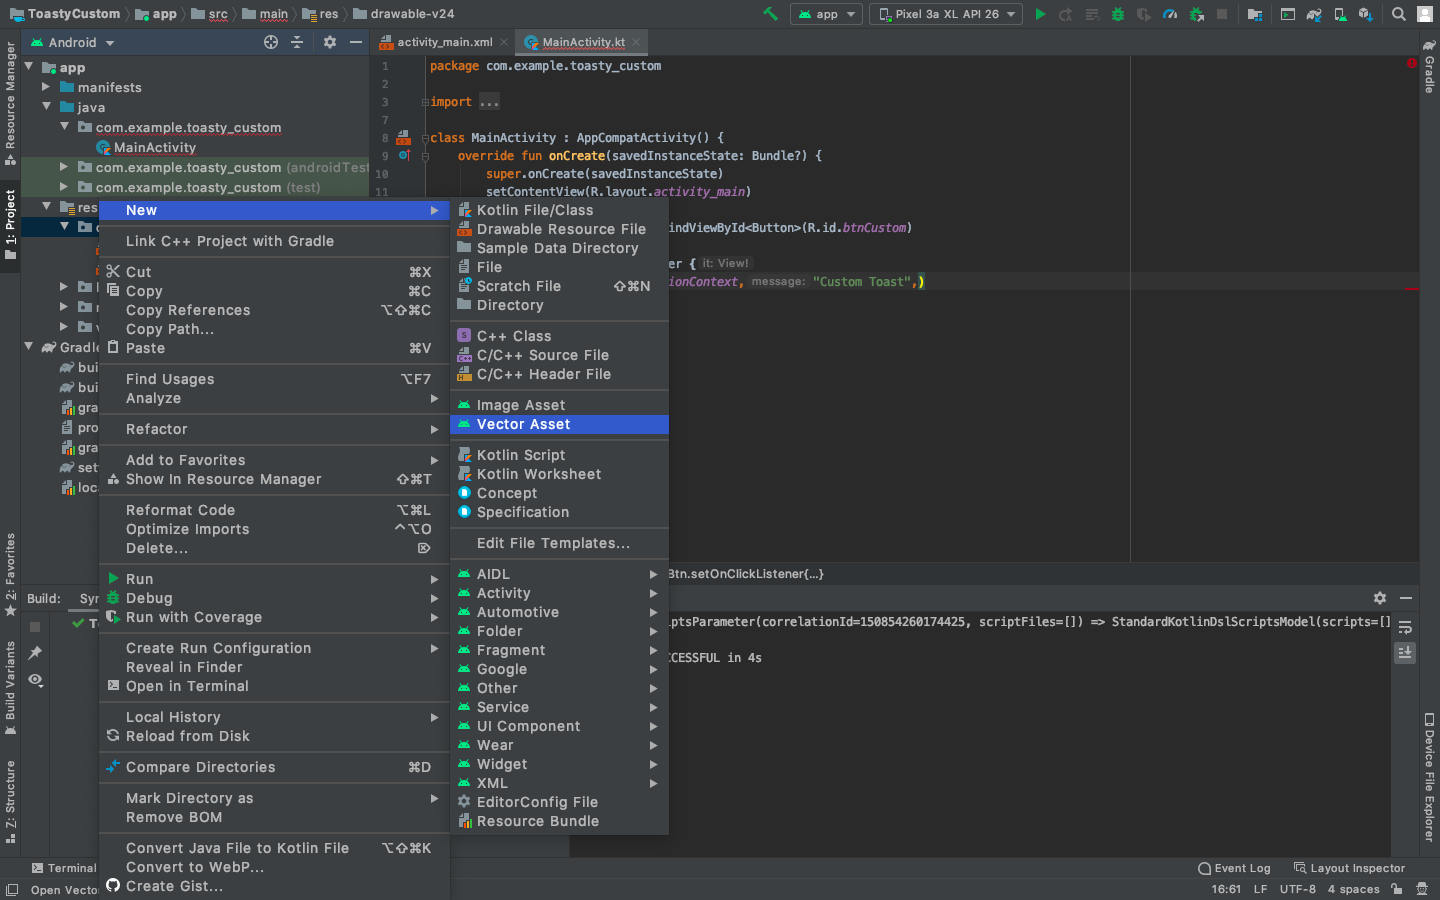 ToastyCustom app src main res drawable-v24 app Pixel 3a XL API 26
Android activity_main.xml MainActivity.kt
Resource Manager
1: Project
2: Favorites
Build Variants
Z: Structure
app
manifests
java
com.example.toasty_custom
MainActivity
com.example.toasty_custom (androidTest
com.example.toasty_custom (test)
res
Gradle
bui
bui
gra
pro
gra
set
loca
1 package com.example.toasty_custom
2
3 import ...
7
8 class MainActivity : AppCompatActivity() {
9 override fun onCreate(savedInstanceState: Bundle?) {
10 super.onCreate(savedInstanceState)
11 setContentView(R.layout.activity_main)
indViewById<Button>(R.id.btnCustom)
er { it: View!
ionContext, message: "Custom Toast",)
New
Link C++ Project with Gradle
Cut ⌘X
Copy ⌘C
Copy References ⌥⇧⌘C
Copy Path...
Paste ⌘V
Find Usages ⌥F7
Analyze
Refactor
Add to Favorites
Show In Resource Manager ⇧⌘T
Reformat Code ⌥⌘L
Optimize Imports ^⌥O
Delete... ⌦
Run
Debug
Run with Coverage
Create Run Configuration
Reveal in Finder
Open in Terminal
Local History
Reload from Disk
Compare Directories ⌘D
Mark Directory as
Remove BOM
Convert Java File to Kotlin File ⌥⇧⌘K
Convert to WebP...
Create Gist...
Kotlin File/Class
Drawable Resource File
Sample Data Directory
File
Scratch File ⇧⌘N
Directory
C++ Class
C/C++ Source File
C/C++ Header File
Image Asset
Vector Asset
Kotlin Script
Kotlin Worksheet
Concept
Specification
Edit File Templates...
AIDL
Activity
Automotive
Folder
Fragment
Google
Other
Service
UI Component
Wear
Widget
XML
EditorConfig File
Resource Bundle
Btn.setOnClickListener{...}
Build: Syn
To
iptsParameter(correlationId=150854260174425, scriptFiles=[]) => StandardKotlinDslScriptsModel(scripts=[]
CCESSFUL in 4s
Gradle
Device File Explorer
Terminal Event Log Layout Inspector
Open Vecto 16:61 LF UTF-8 4 spaces